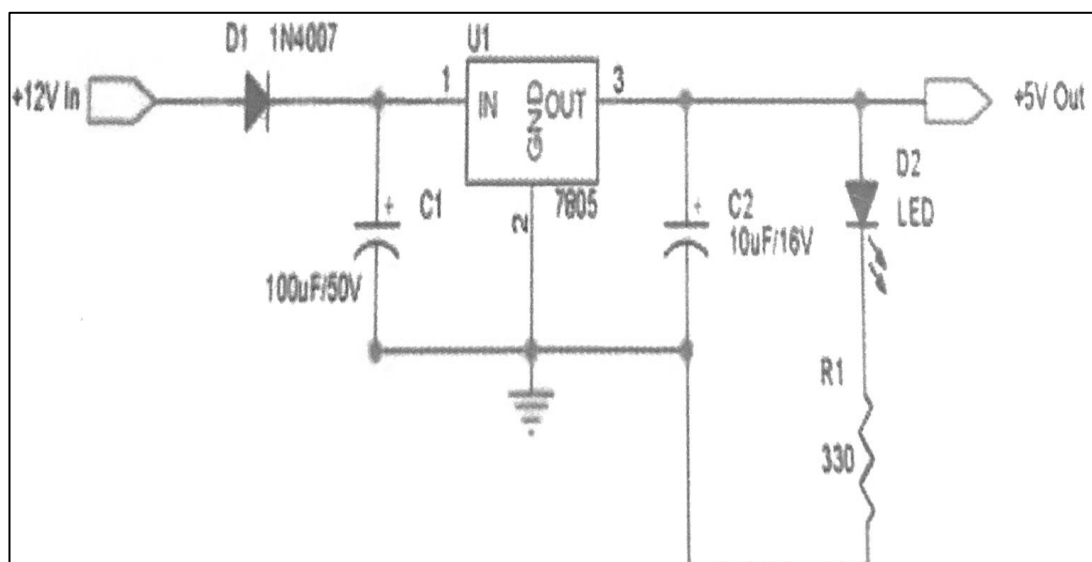 D1 1N4007
U1
+12V In
1
IN
GND
OUT
3
+5V Out
7805
2
C1
100uF/50V
C2
10uF/16V
D2
LED
R1
330